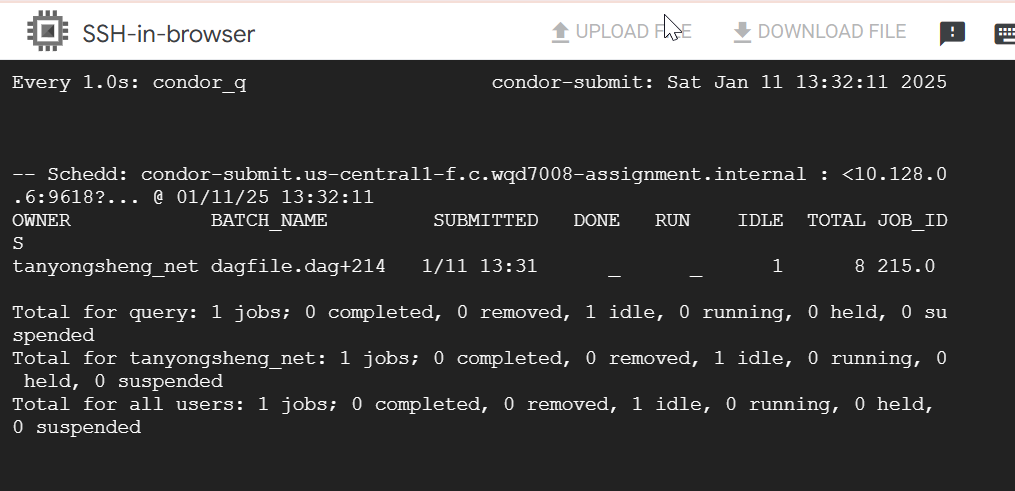 SSH-in-browser
UPLOAD FILE
DOWNLOAD FILE
Every 1.0s: condor_q condor-submit: Sat Jan 11 13:32:11 2025
-- Schedd: condor-submit.us-central1-f.c.wqd7008-assignment.internal : <10.128.0
.6:9618?... @ 01/11/25 13:32:11
OWNER BATCH_NAME SUBMITTED DONE RUN IDLE TOTAL JOB_ID
S
tanyongsheng_net dagfile.dag+214 1/11 13:31 _ _ 1 8 215.0
Total for query: 1 jobs; 0 completed, 0 removed, 1 idle, 0 running, 0 held, 0 su
spended
Total for tanyongsheng_net: 1 jobs; 0 completed, 0 removed, 1 idle, 0 running, 0
held, 0 suspended
Total for all users: 1 jobs; 0 completed, 0 removed, 1 idle, 0 running, 0 held,
0 suspended